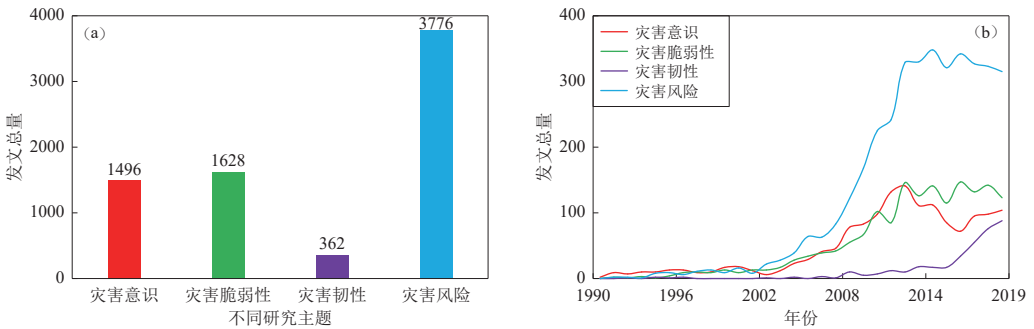 (a)
4000
3000
2000
1000
0
发文总量
1496
1628
362
3776
灾害意识
灾害脆弱性
灾害韧性
灾害风险
不同研究主题
(b)
400
300
200
100
0
发文总量
灾害意识
灾害脆弱性
灾害韧性
灾害风险
1990
1996
2002
2008
2014
2019
年份